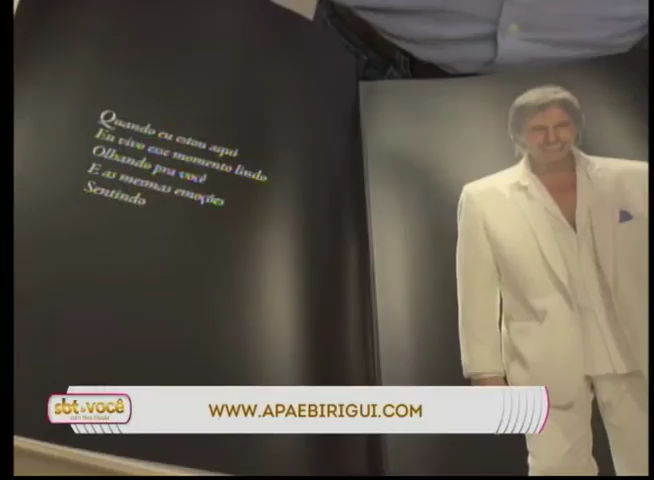 Quando eu estou aqui
Eu vivo esse momento lindo
Olhando pra você
E as mesmas emoções
Sentindo
sbt & você
WWW.APAEBIRIGUI.COM